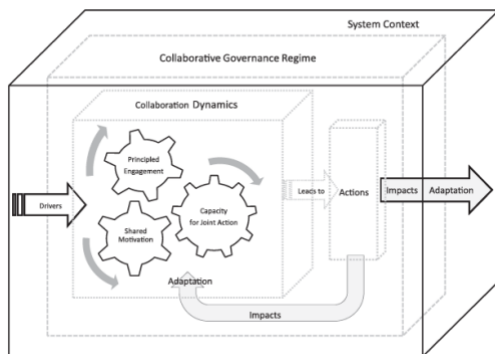 System Context
Collaborative Governance Regime
Collaboration Dynamics
Principled
Engagement
Drivers
Shared
Motivation
Capacity
for Joint Action
Leads to
Actions
Impacts
Adaptation
Adaptation
Impacts